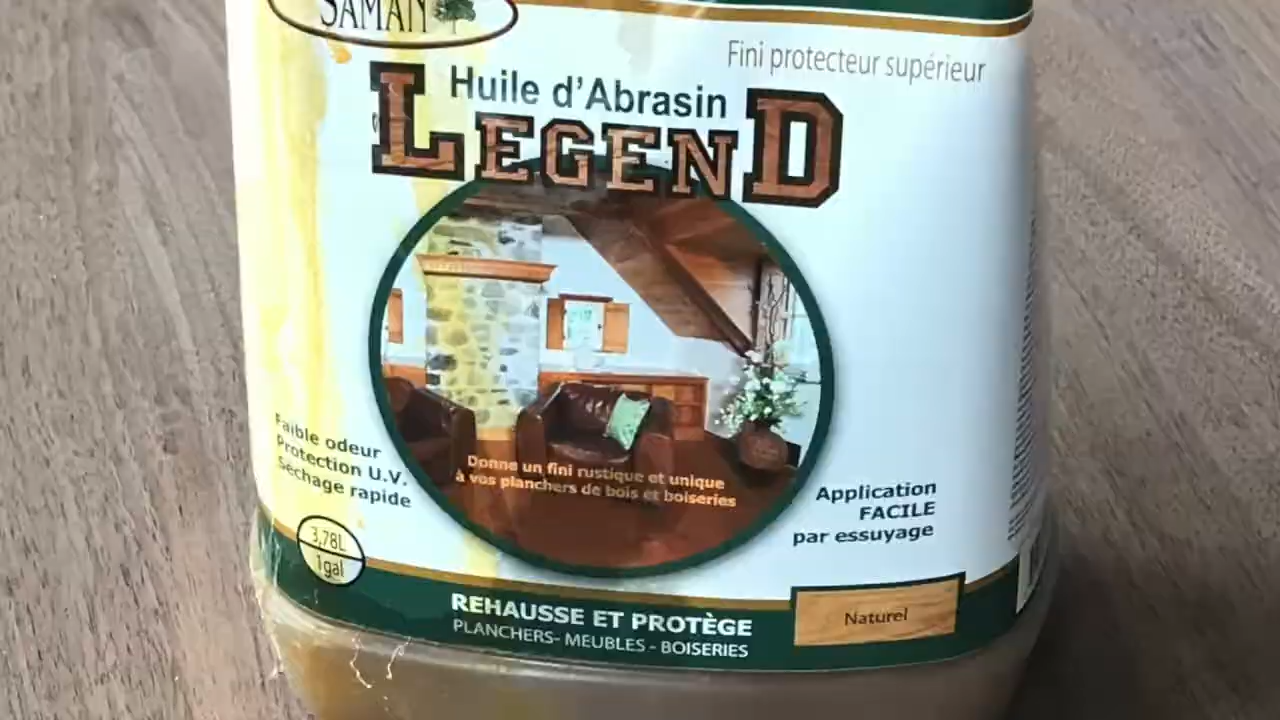 SAMAN
Fini protecteur supérieur
Huile d'Abrasin
LEGEND
Donne un fini rustique et unique
à vos planchers de bois et boiseries
Faible odeur
Protection U.V.
Séchage rapide
Application
FACILE
par essuyage
3,78L
1gal
REHAUSSE ET PROTÈGE
PLANCHERS- MEUBLES - BOISERIES
Naturel